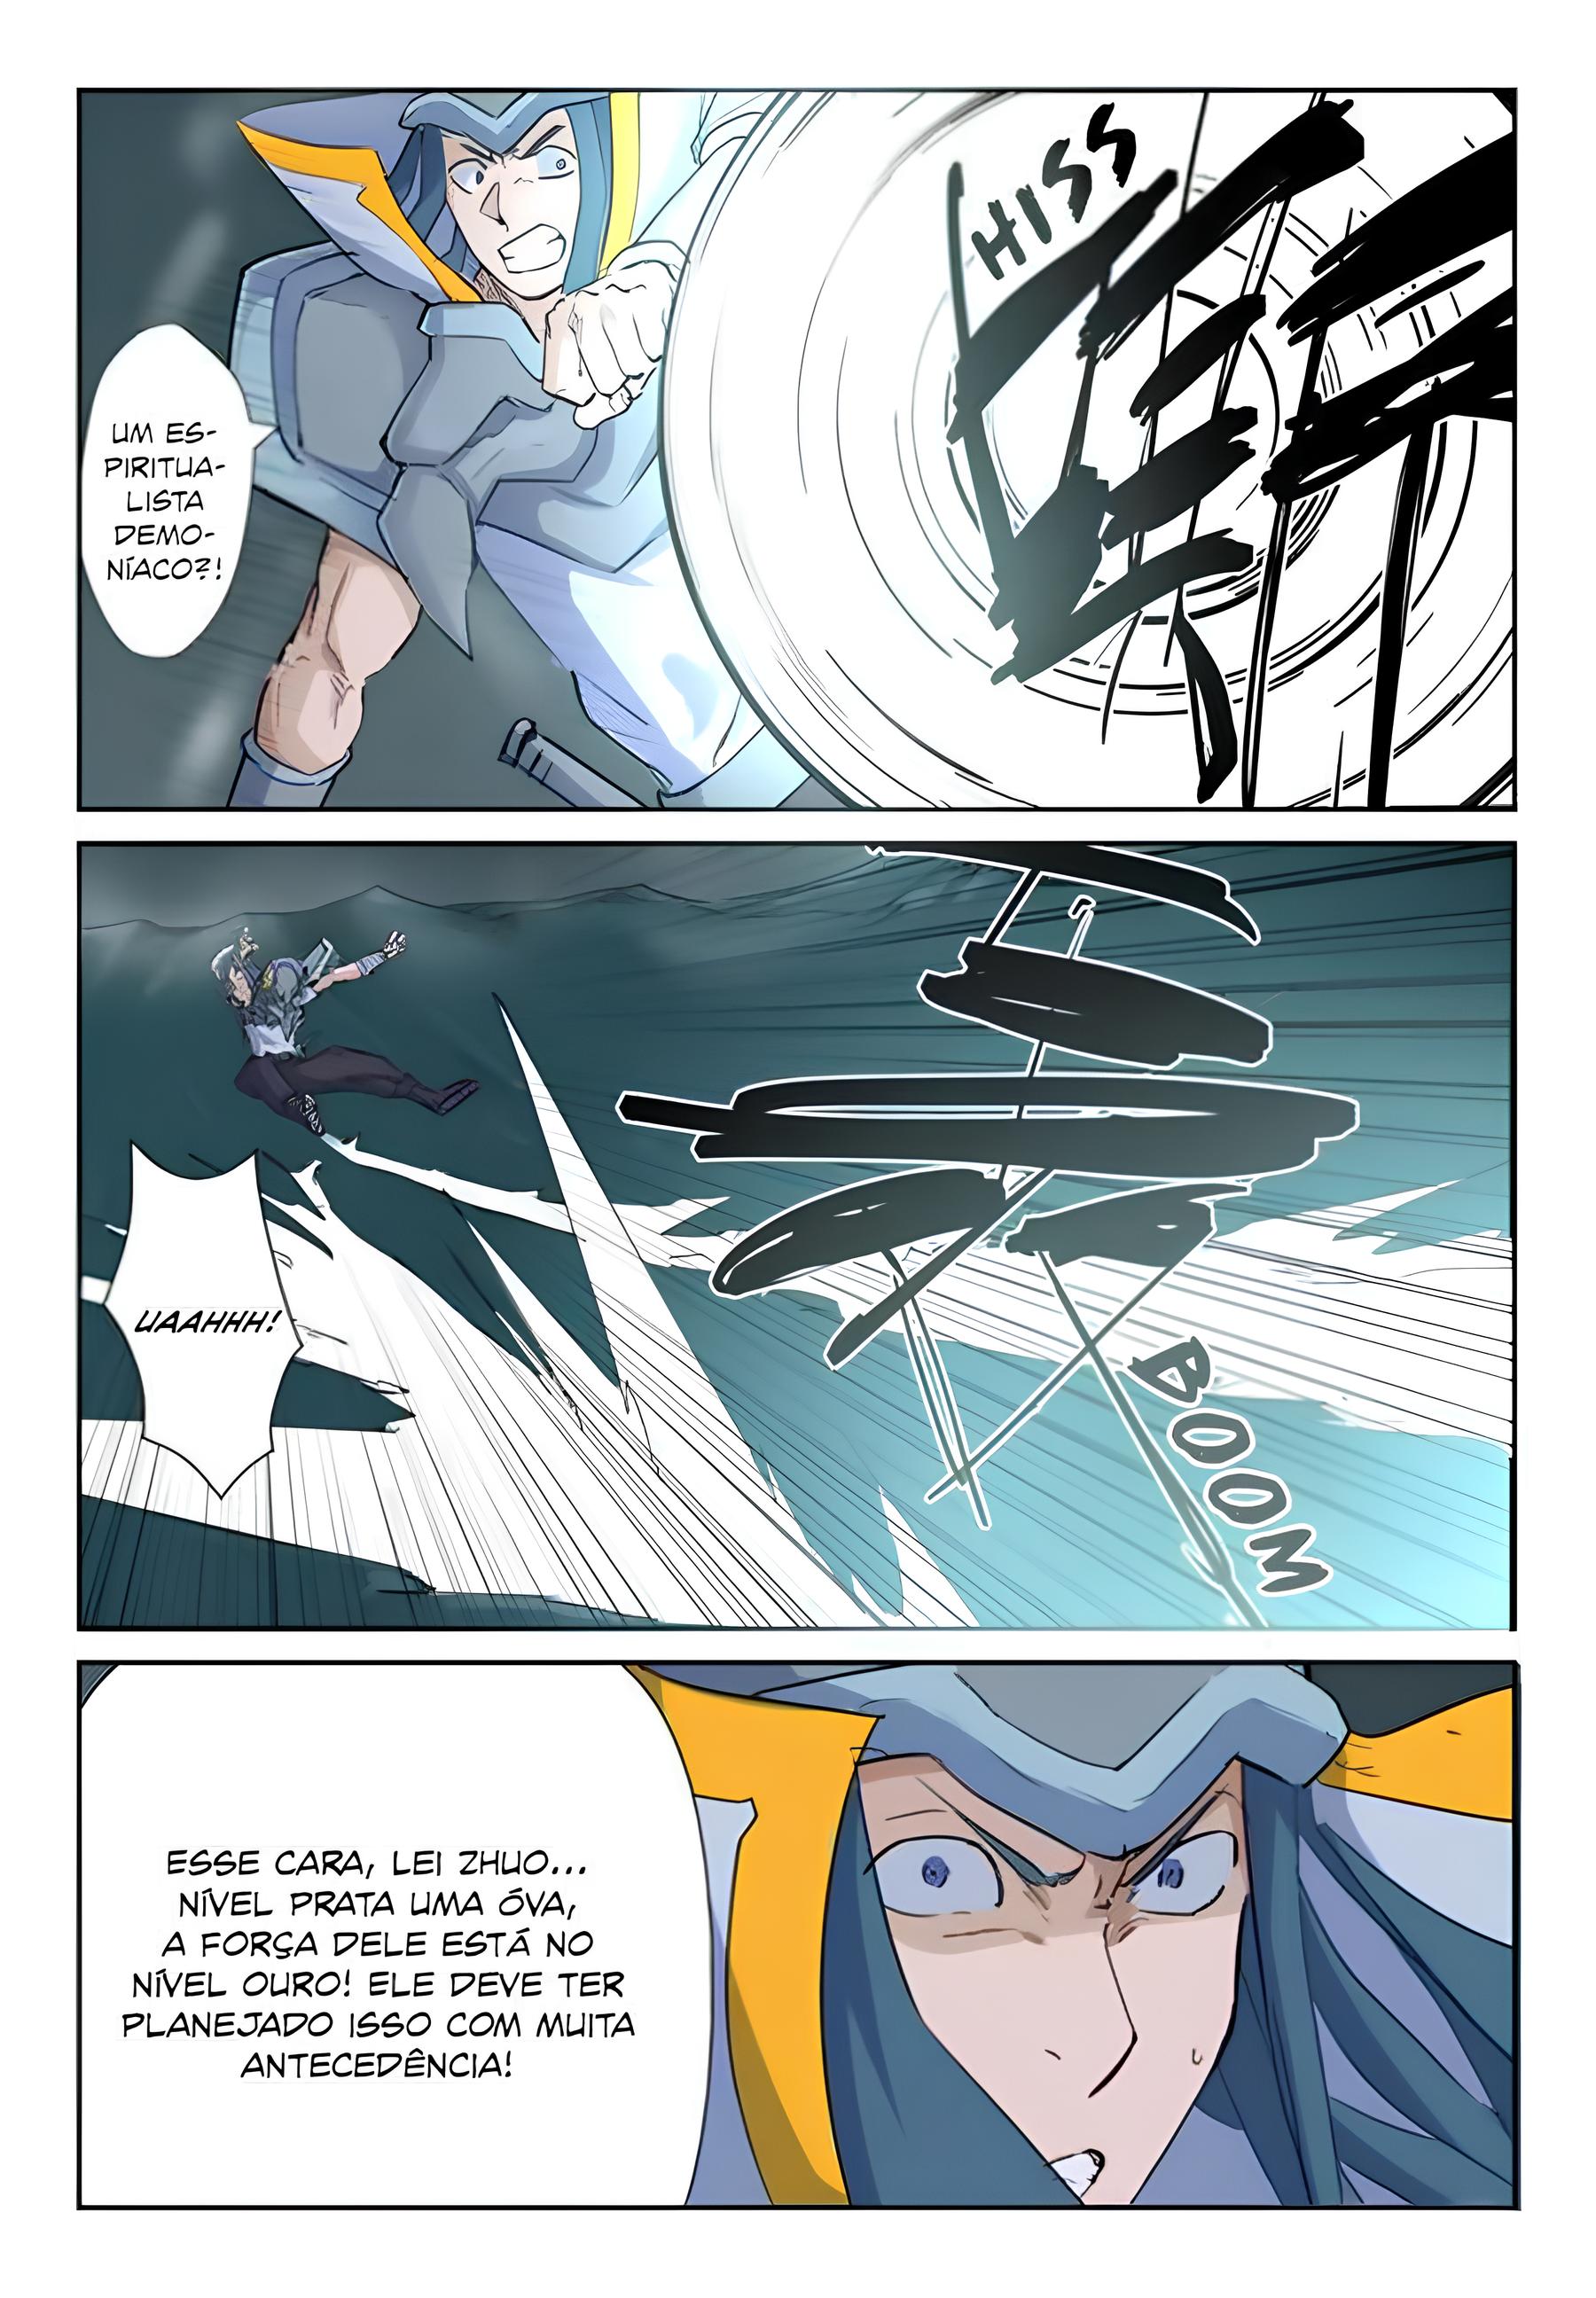 HISS
UM ES-
PIRITUA-
LISTA
DEMO-
NÍACO?!
UAAHHH!
BOOM
ESSE CARA, LEI ZHUO...
NÍVEL PRATA UMA ÓVA,
A FORÇA DELE ESTÁ NO
NÍVEL OURO! ELE DEVE TER
PLANEJADO ISSO COM MUITA
ANTECEDÊNCIA!